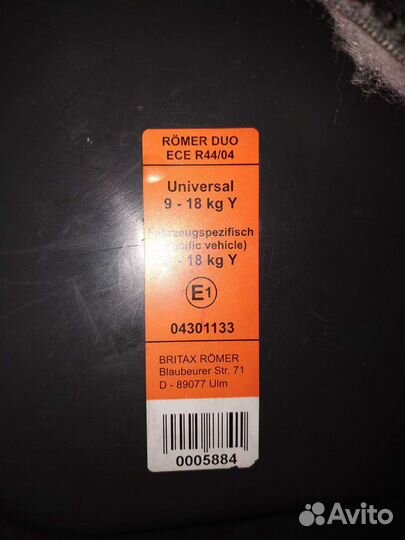 RÖMER DUO
ECE R44/04
Universal
9 - 18 kg Y
Fahrzeugspezifisch
vehicle)
18 kg Y
E1
04301133
BRITAX RÖMER
Blaubeurer Str. 71
D - 89077 Ulm
0005884
Avito